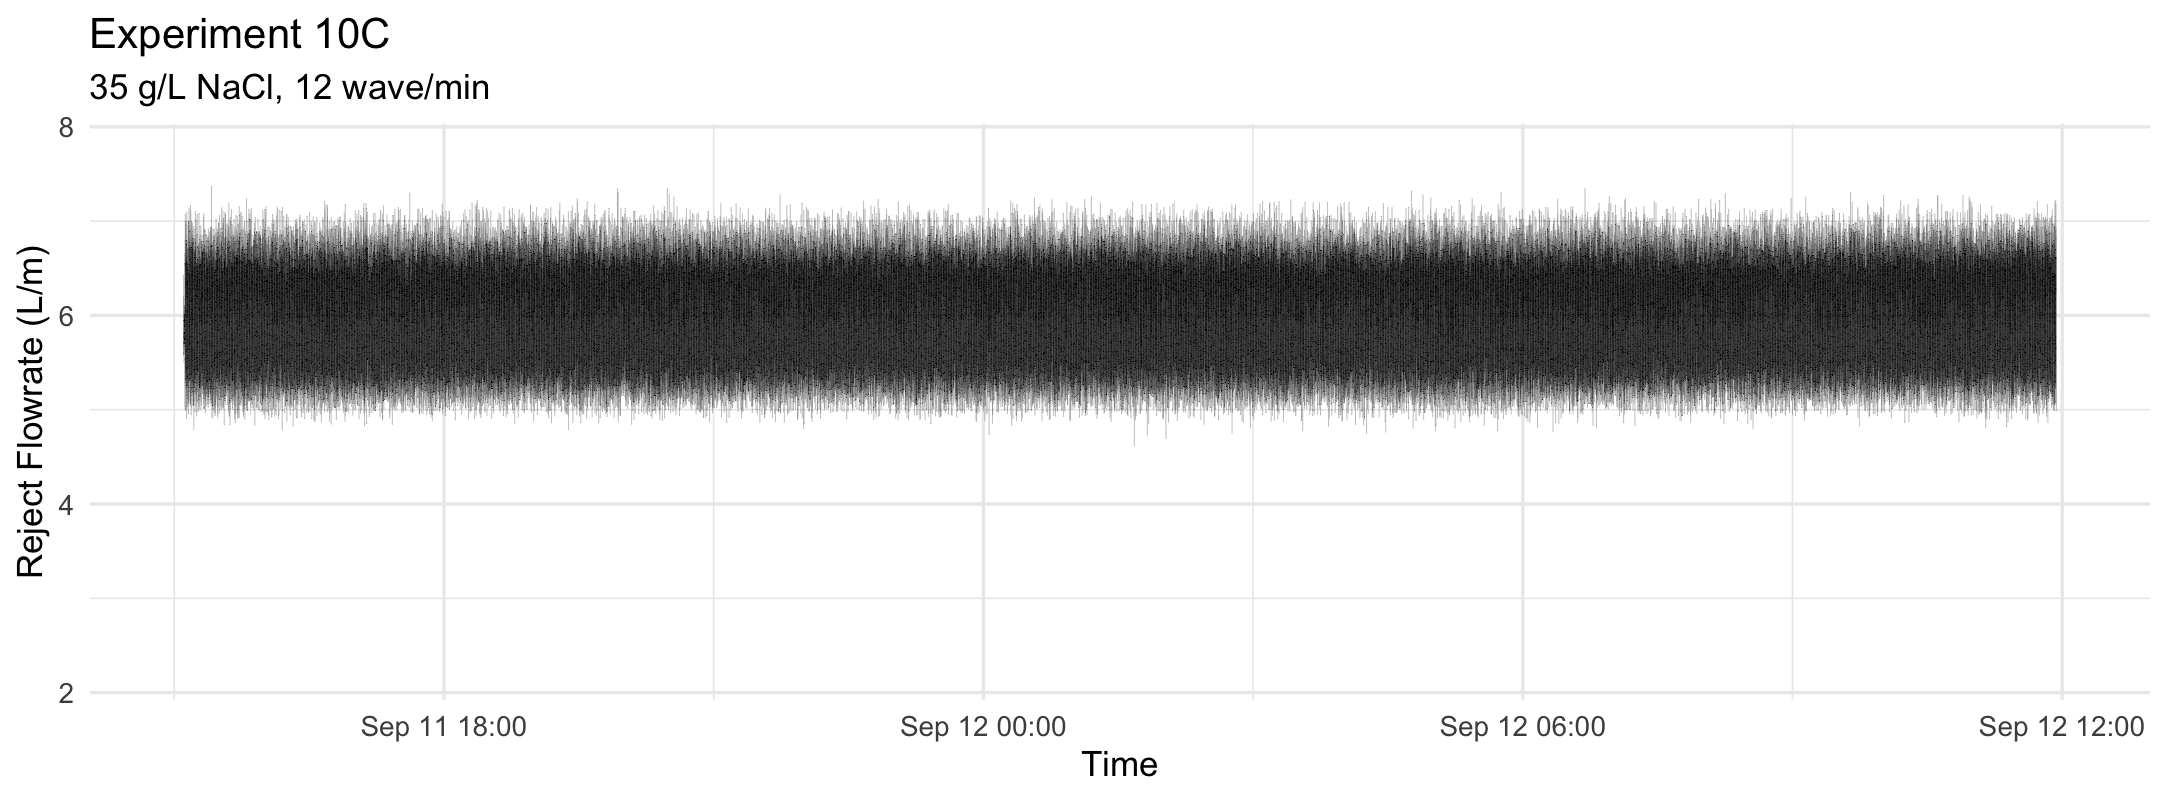 Experiment 10C
35 g/L NaCl, 12 wave/min
Reject Flowrate (L/m)
8
6
4
2
Sep 11 18:00 Sep 12 00:00 Sep 12 06:00 Sep 12 12:00
Time